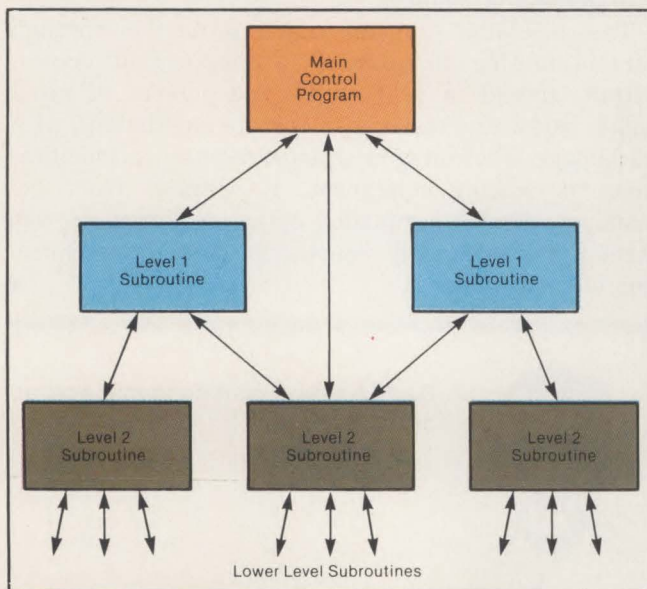 Main
Control
Program
Level 1
Subroutine
Level 1
Subroutine
Level 2
Subroutine
Level 2
Subroutine
Level 2
Subroutine
Lower Level Subroutines